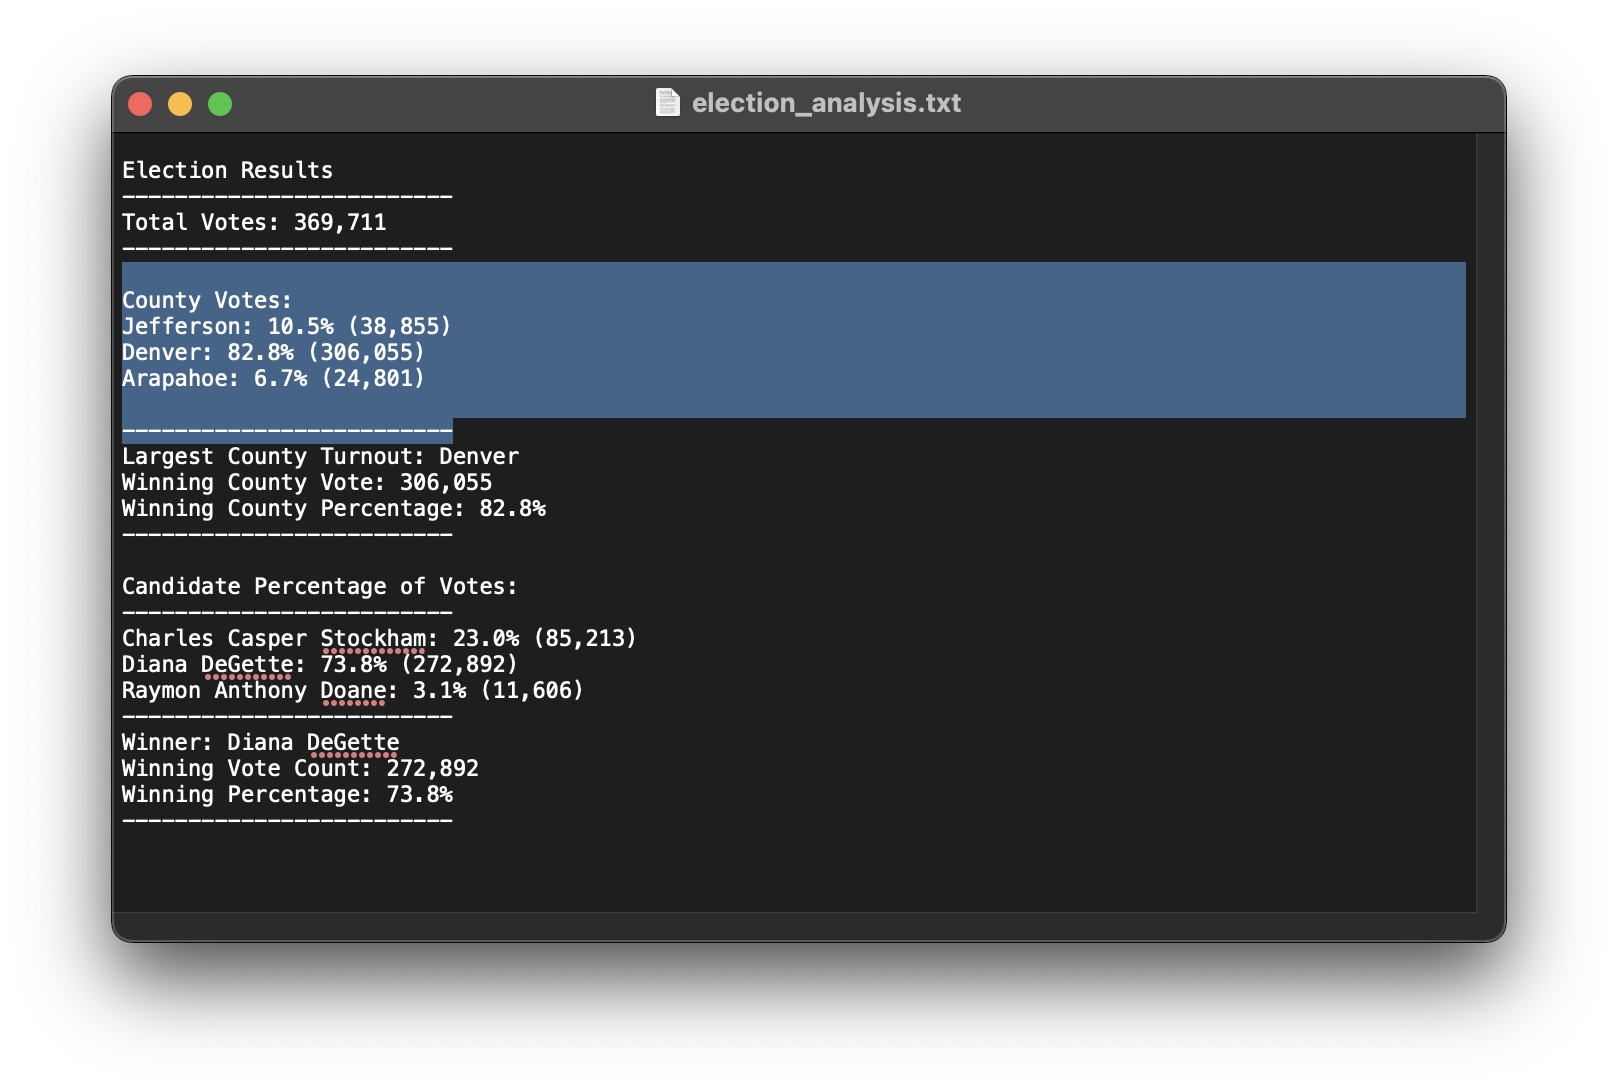 election_analysis.txt
Election Results
-------------------------
Total Votes: 369,711
-------------------------
County Votes:
Jefferson: 10.5% (38,855)
Denver: 82.8% (306,055)
Arapahoe: 6.7% (24,801)
-------------------------
Largest County Turnout: Denver
Winning County Vote: 306,055
Winning County Percentage: 82.8%
-------------------------
Candidate Percentage of Votes:
-------------------------
Charles Casper Stockham: 23.0% (85,213)
Diana DeGette: 73.8% (272,892)
Raymon Anthony Doane: 3.1% (11,606)
-------------------------
Winner: Diana DeGette
Winning Vote Count: 272,892
Winning Percentage: 73.8%
-------------------------